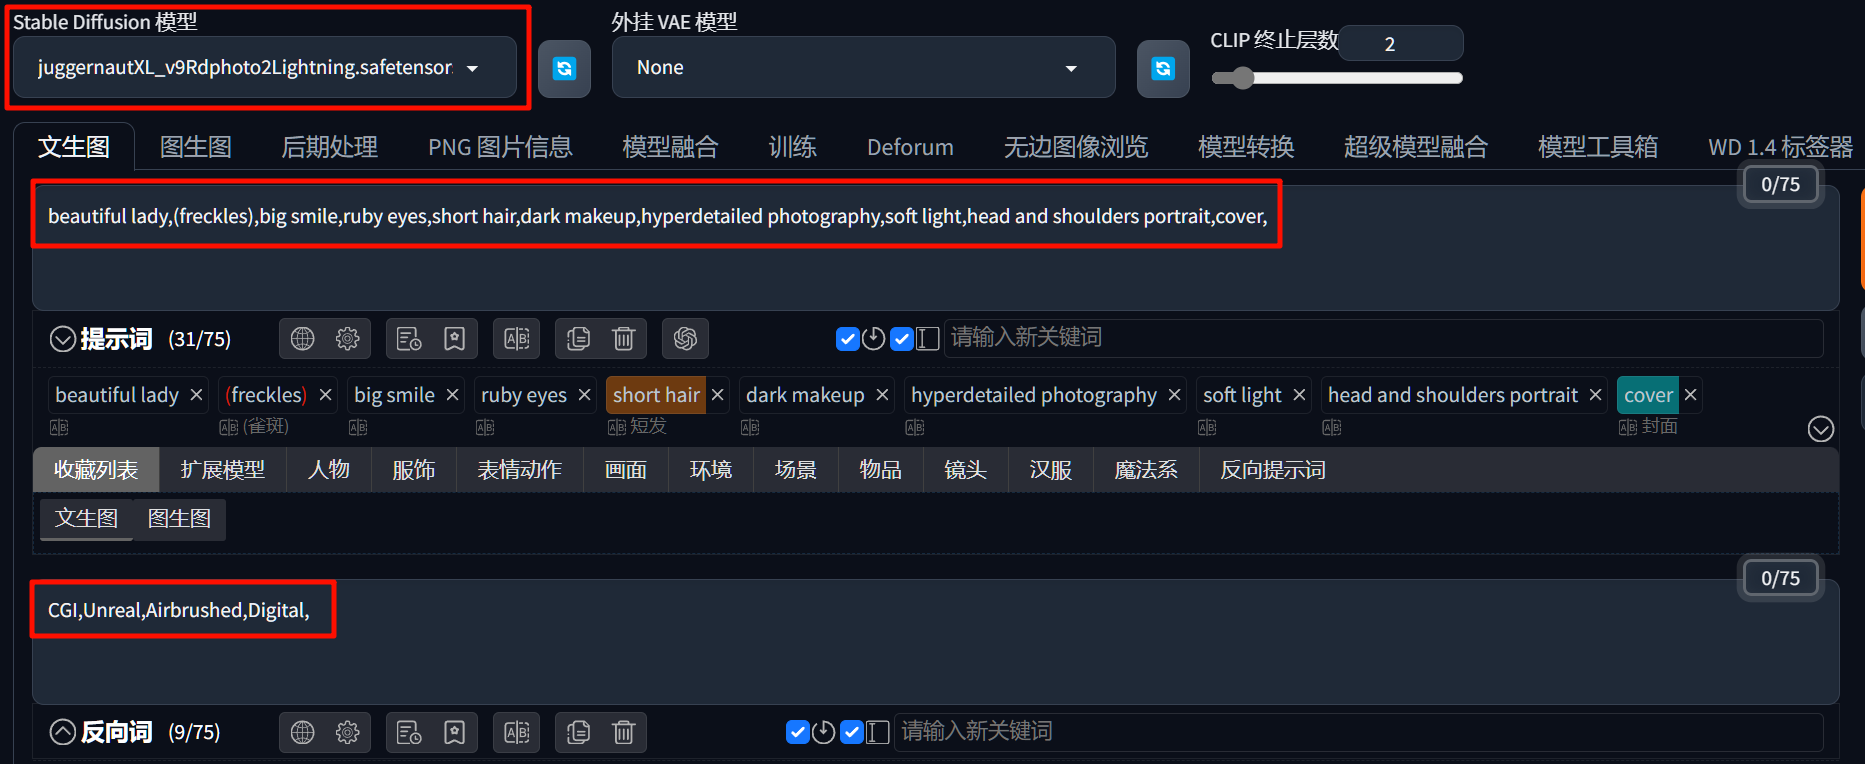 Stable Diffusion 模型
外挂 VAE 模型
CLIP 终止层数
2
juggernautXL_v9Rdphoto2Lightning.safetensor
None
文生图 图生图 后期处理 PNG 图片信息 模型融合 训练 Deforum 无边图像浏览 模型转换 超级模型融合 模型工具箱 WD 1.4 标签器
0/75
beautiful lady,(freckles),big smile,ruby eyes,short hair,dark makeup,hyperdetailed photography,soft light,head and shoulders portrait,cover,
提示词 (31/75)
请输入新关键词
beautiful lady × (freckles) × big smile × ruby eyes × short hair × dark makeup × hyperdetailed photography × soft light × head and shoulders portrait × cover ×
(雀斑) 短发 封面
收藏列表 扩展模型 人物 服饰 表情动作 画面 环境 场景 物品 镜头 汉服 魔法系 反向提示词
文生图 图生图
0/75
CGI,Unreal,Airbrushed,Digital,
反向词 (9/75)
请输入新关键词